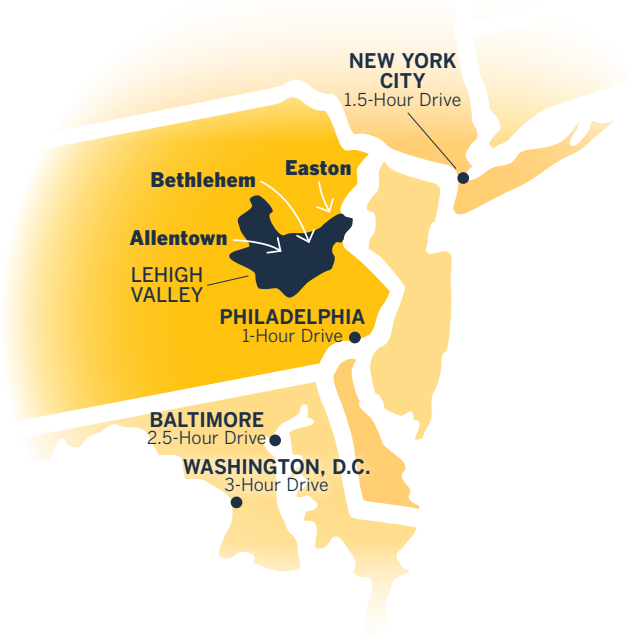 NEW YORK
CITY
1.5-Hour Drive
Easton
Bethlehem
Allentown
LEHIGH
VALLEY
PHILADELPHIA
1-Hour Drive
BALTIMORE
2.5-Hour Drive
WASHINGTON, D.C.
3-Hour Drive